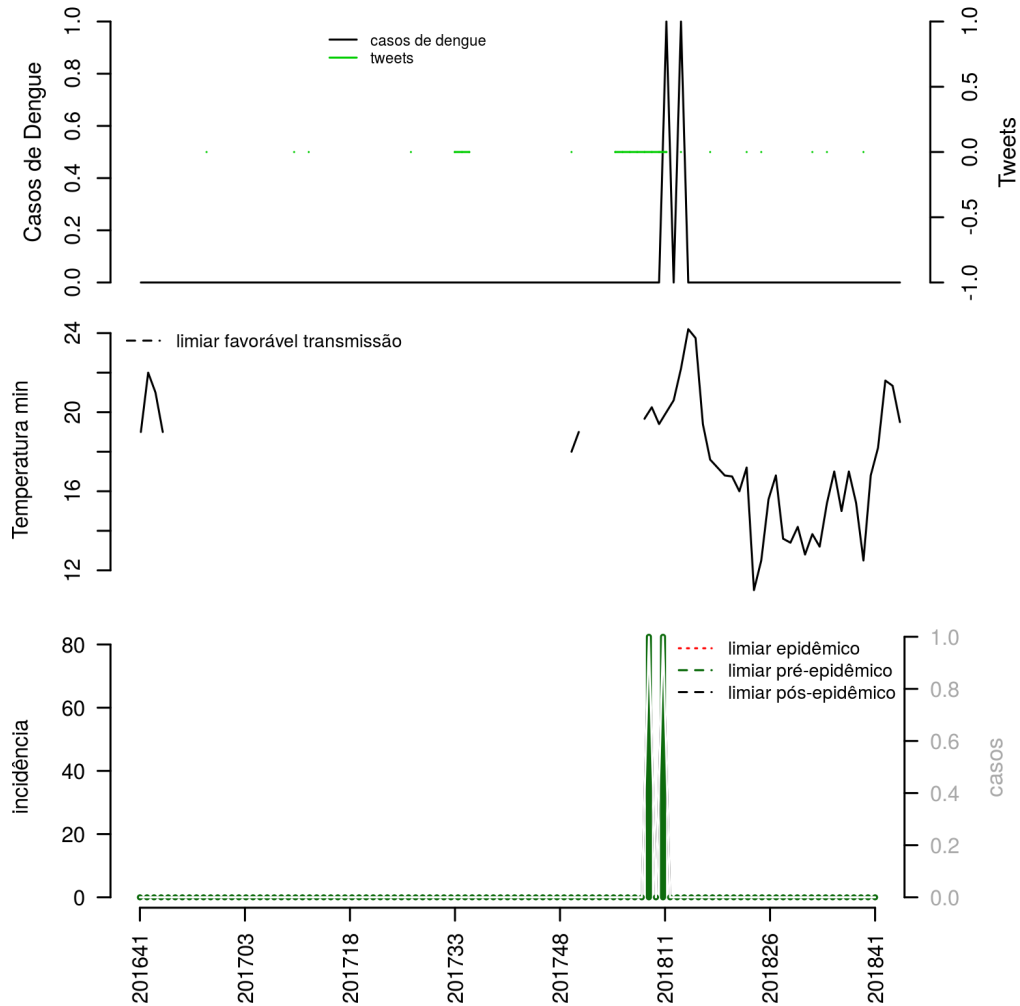 casos de dengue
tweets
Casos de Dengue
0.0 0.2 0.4 0.6 0.8 1.0
Tweets
-1.0 -0.5 0.0 0.5 1.0
limiar favorável transmissão
Temperatura min
12 16 20 24
limiar epidêmico
limiar pré-epidêmico
limiar pós-epidêmico
incidência
80
60
40
20
0
casos
1.0
0.8
0.6
0.4
0.2
0.0
201641 201703 201718 201733 201748 201811 201826 201841